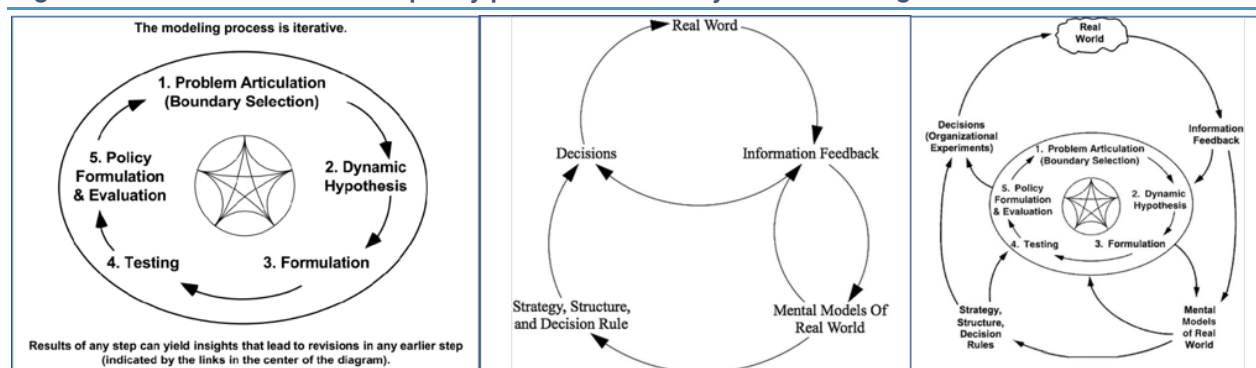 The modeling process is iterative.
1. Problem Articulation
(Boundary Selection)
2. Dynamic
Hypothesis
3. Formulation
4. Testing
5. Policy
Formulation
& Evaluation
Results of any step can yield insights that lead to revisions in any earlier step
(indicated by the links in the center of the diagram).
Real Word
Decisions
Information Feedback
Strategy, Structure,
and Decision Rule
Mental Models Of
Real World
Real
World
Decisions
(Organizational
Experiments)
Information
Feedback
1. Problem Articulation
(Boundary Selection)
2. Dynamic
Hypothesis
3. Formulation
4. Testing
5. Policy
Formulation
& Evaluation
Strategy,
Structure,
Decision
Rules
Mental
Models
of Real
World